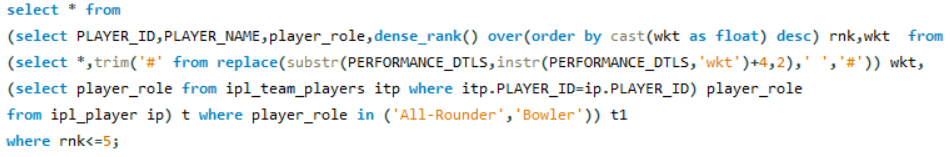 select * from
(select PLAYER_ID,PLAYER_NAME,player_role,dense_rank() over(order by cast(wkt as float) desc) rnk,wkt  from
(select *,trim('#' from replace(substr(PERFORMANCE_DTLS,instr(PERFORMANCE_DTLS,'wkt')+4,2),' ','#')) wkt,
(select player_role from ipl_team_players itp where itp.PLAYER_ID=ip.PLAYER_ID) player_role
from ipl_player ip) t where player_role in ('All-Rounder','Bowler')) t1
where rnk<=5;